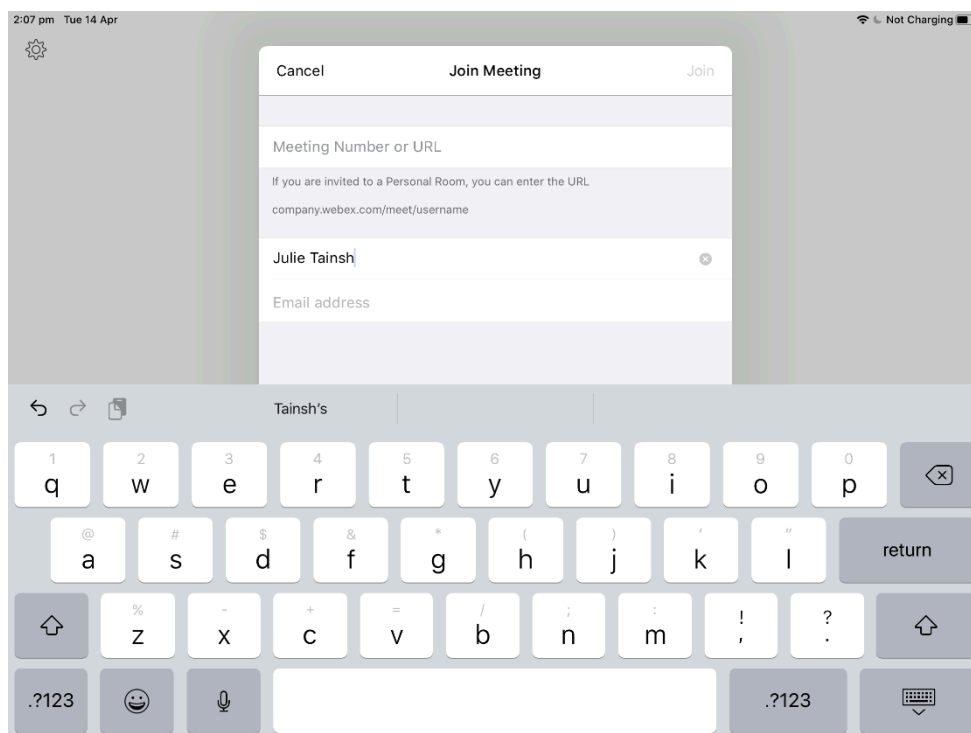 2:07 pm Tue 14 Apr Not Charging
Cancel Join Meeting Join
Meeting Number or URL
If you are invited to a Personal Room, you can enter the URL
company.webex.com/meet/username
Julie Tainsh
Email address
Tainsh's
1 2 3 4 5 6 7 8 9 0
q w e r t y u i o p
@ # $ & * ( ) ' "
a s d f g h j k l return
% - + = / ; : ! ?
z x c v b n m , .
.?123 .?123